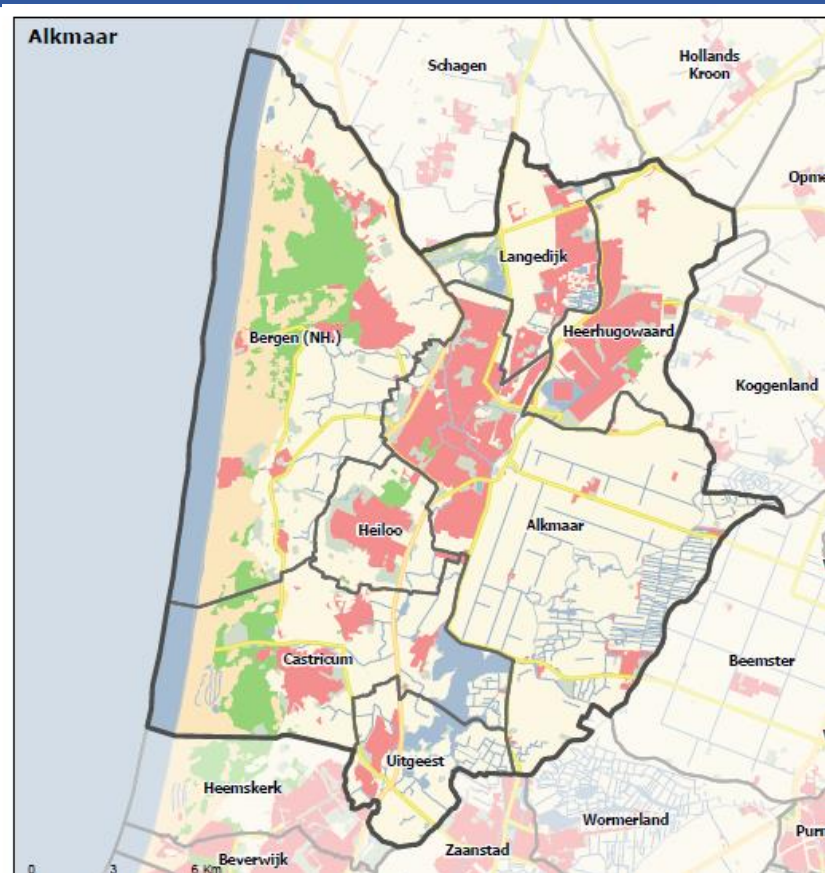 Alkmaar
Schagen
Hollands
Kroon
Langedijk
Heerhugowaard
Bergen (NH.)
Koggenland
Heiloo
Alkmaar
Castricum
Beemster
Uitgeest
Heemskerk
Wormerland
Beverwijk
Zaanstad
0 3 6 Km